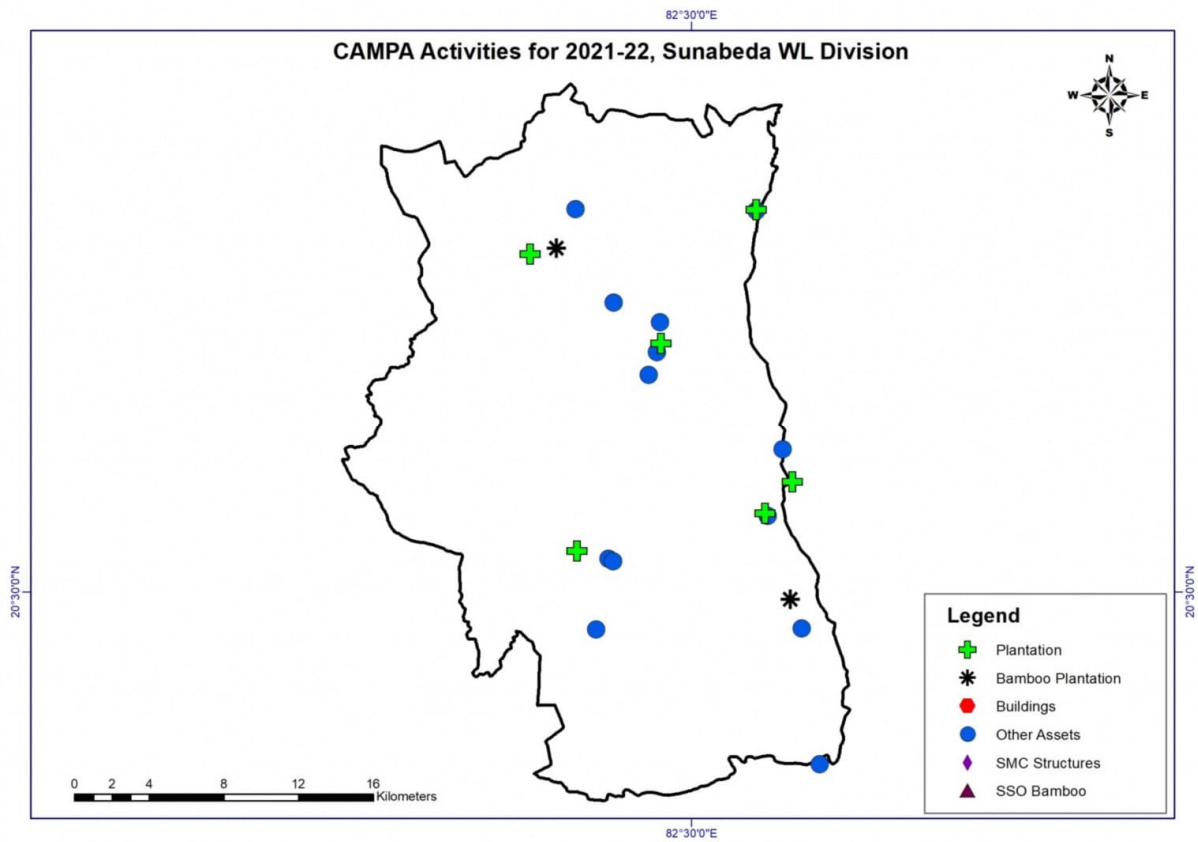 82°30'0"E
CAMPA Activities for 2021-22, Sunabeda WL Division
N
W E
S
20°30'0"N
20°30'0"N
Legend
Plantation
Bamboo Plantation
Buildings
Other Assets
SMC Structures
SSO Bamboo
0 2 4 8 12 16
Kilometers
82°30'0"E